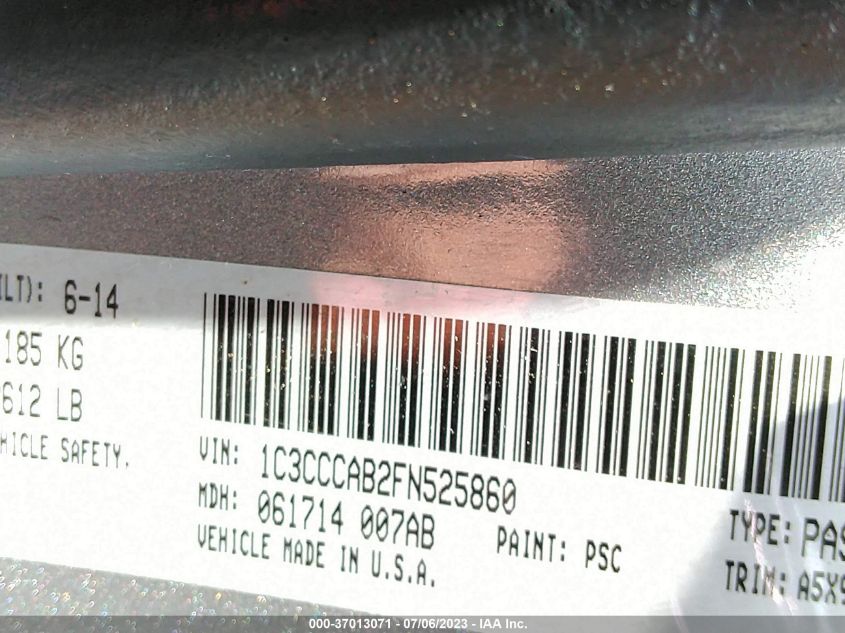 ILT): 6-14
185 KG
612 LB
HICLE SAFETY.
VIN: 1C3CCCAB2FN525860
MDH: 061714 007AB
PAINT: PSC
VEHICLE MADE IN U.S.A.
TYPE: PAS
TRIM: A5X9
000-37013071 - 07/06/2023 - IAA Inc.